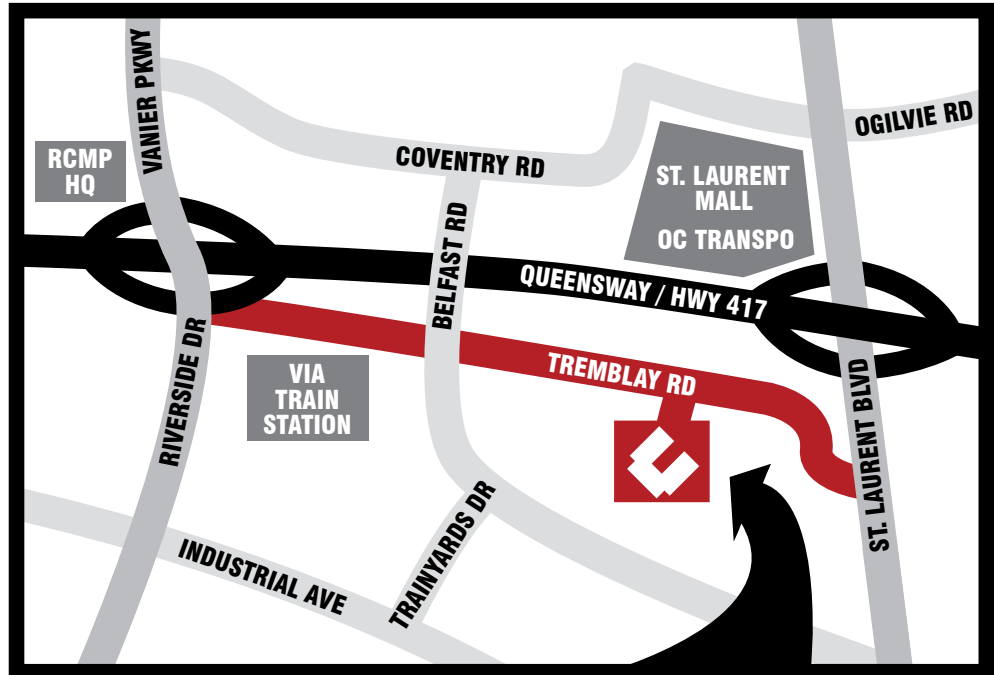 VANIER PKWY
OGILVIE RD
RCMP
HQ
COVENTRY RD
ST. LAURENT
MALL
OC TRANSPO
BELFAST RD
QUEENSWAY / HWY 417
RIVERSIDE DR
VIA
TRAIN
STATION
TREMBLAY RD
ST. LAURENT BLVD
TRAINYARDS DR
INDUSTRIAL AVE